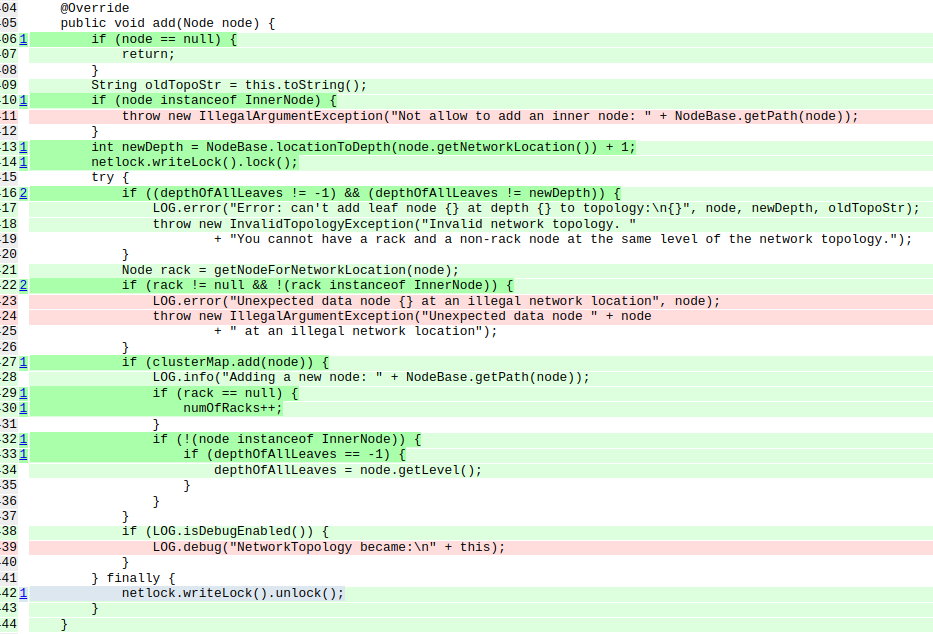 04 @Override
05 public void add(Node node) {
06 1 if (node == null) {
07 return;
08 }
09 String oldTopoStr = this.toString();
10 1 if (node instanceof InnerNode) {
11 throw new IllegalArgumentException("Not allow to add an inner node: " + NodeBase.getPath(node));
12 }
13 1 int newDepth = NodeBase.locationToDepth(node.getNetworkLocation()) + 1;
14 1 netlock.writeLock().lock();
15 try {
16 2 if ((depthOfAllLeaves != -1) && (depthOfAllLeaves != newDepth)) {
17 LOG.error("Error: can't add leaf node {} at depth {} to topology:\n{}", node, newDepth, oldTopoStr);
18 throw new InvalidTopologyException("Invalid network topology. "
19 + "You cannot have a rack and a non-rack node at the same level of the network topology.");
20 }
21 Node rack = getNodeForNetworkLocation(node);
22 2 if (rack != null && !(rack instanceof InnerNode)) {
23 LOG.error("Unexpected data node {} at an illegal network location", node);
24 throw new IllegalArgumentException("Unexpected data node " + node
25 + " at an illegal network location");
26 }
27 1 if (clusterMap.add(node)) {
28 LOG.info("Adding a new node: " + NodeBase.getPath(node));
29 1 if (rack == null) {
30 1 numOfRacks++;
31 }
32 1 if (!(node instanceof InnerNode)) {
33 1 if (depthOfAllLeaves == -1) {
34 depthOfAllLeaves = node.getLevel();
35 }
36 }
37 }
38 if (LOG.isDebugEnabled()) {
39 LOG.debug("NetworkTopology became:\n" + this);
40 }
41 } finally {
42 1 netlock.writeLock().unlock();
43 }
44 }